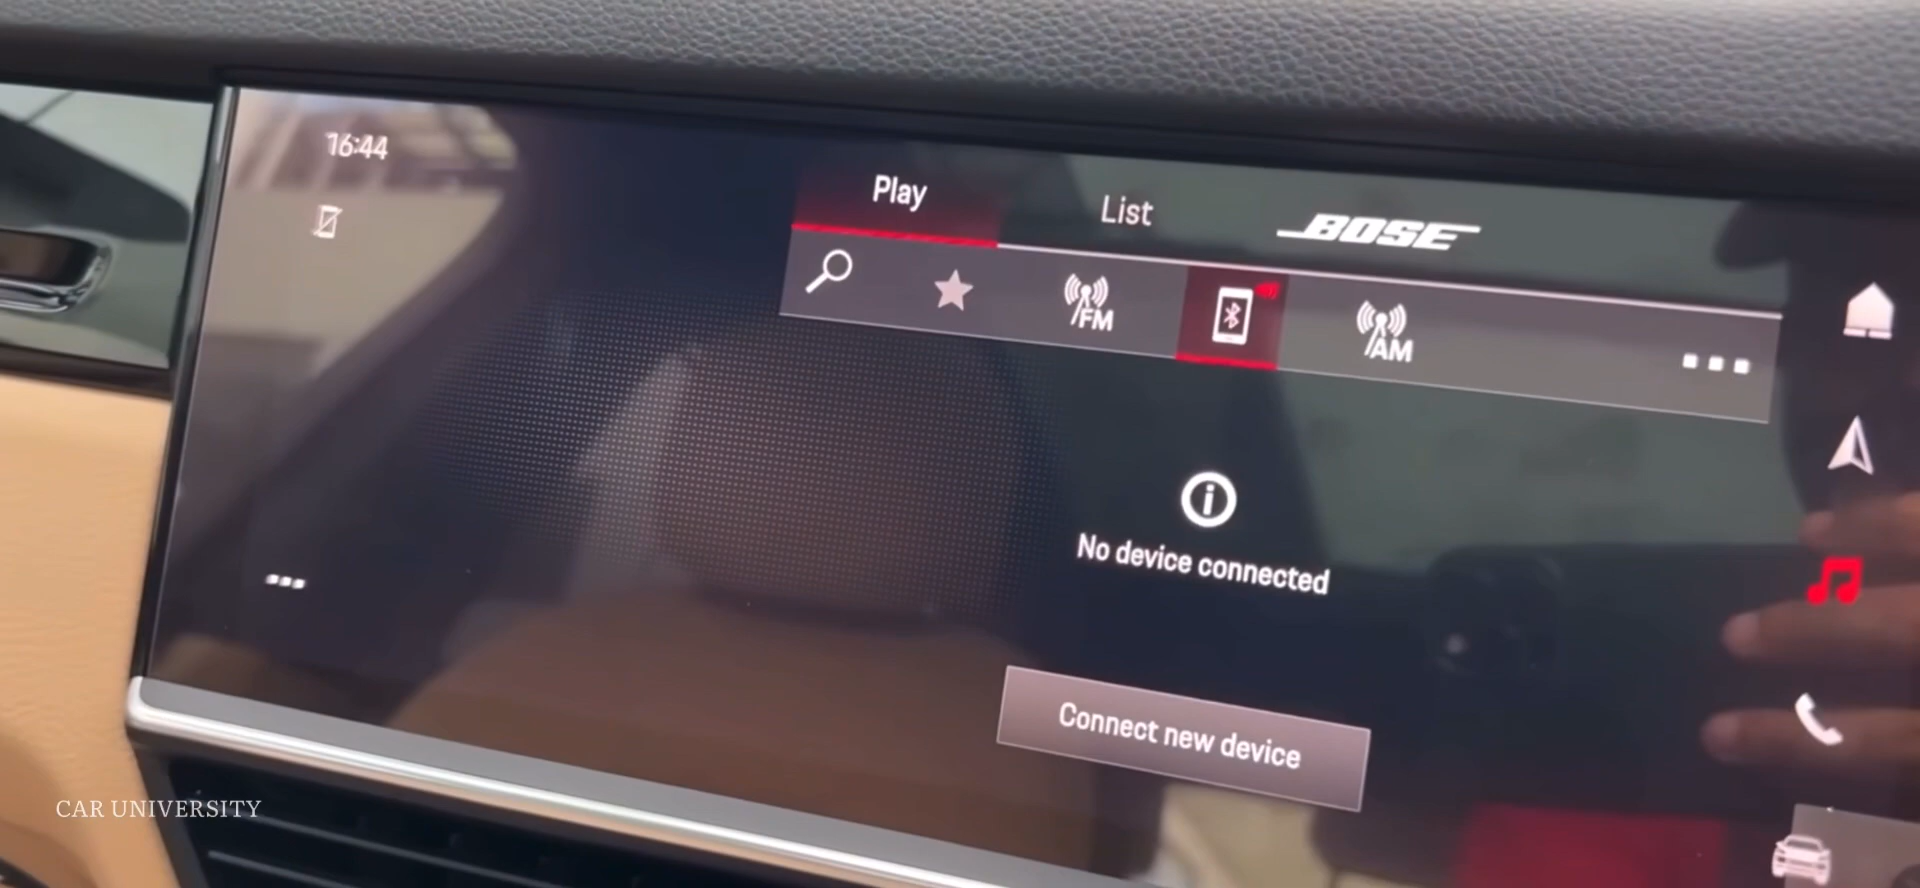 16:44
Play
List
BOSE
FM
AM
No device connected
Connect new device
CAR UNIVERSITY